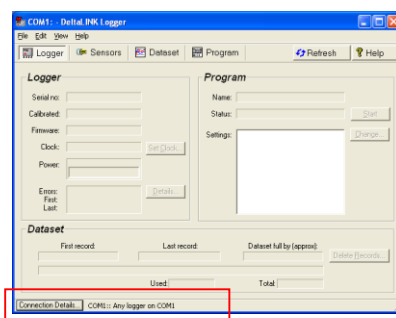 COM1: - DeltaLINK Logger
File Edit View Help
Logger Sensors Dataset Program Refresh Help
Logger
Serial no:
Calibrated:
Firmware:
Clock: Set Clock...
Power:
Errors: Details...
First:
Last:
Program
Name:
Status: Start
Settings: Change...
Dataset
First record: Last record: Dataset full by (approx):
Delete Records...
Used: Total:
Connection Details... COM1:: Any logger on COM1